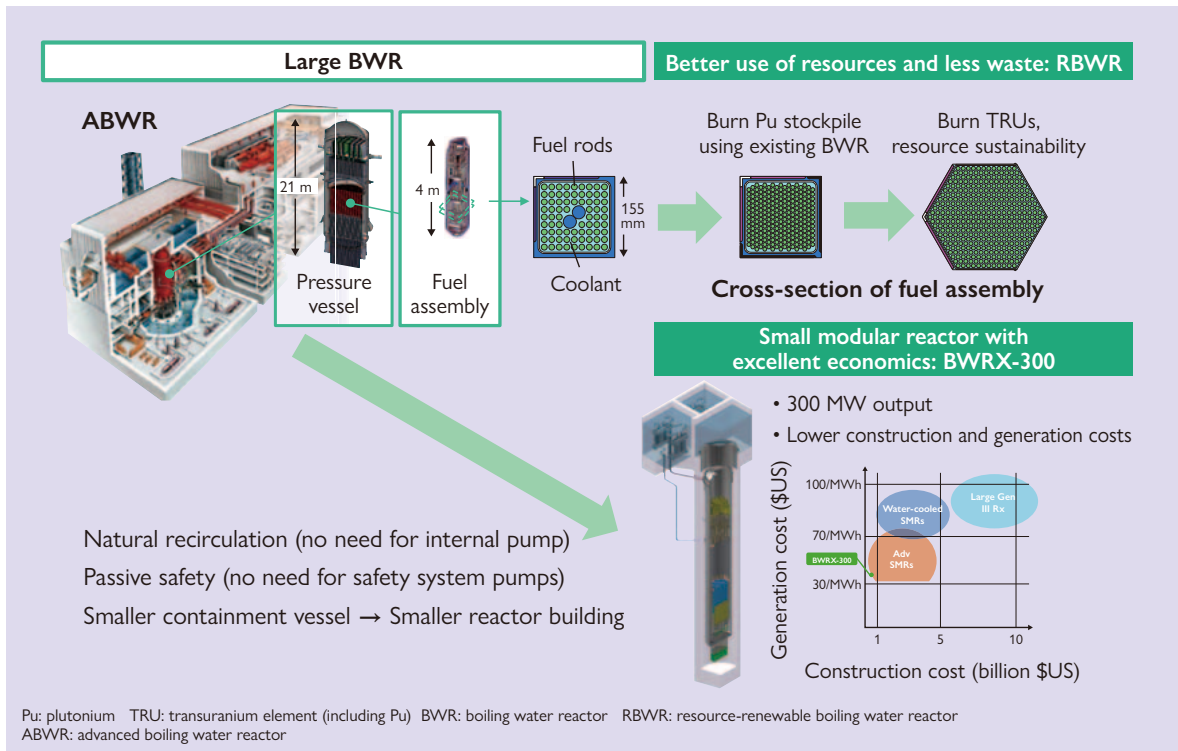 Large BWR
Better use of resources and less waste: RBWR
ABWR
21 m
Pressure
vessel
4 m
Fuel
assembly
Fuel rods
155
mm
Coolant
Burn Pu stockpile
using existing BWR
Burn TRUs,
resource sustainability
Cross-section of fuel assembly
Small modular reactor with
excellent economics: BWRX-300
• 300 MW output
• Lower construction and generation costs
Generation cost ($US)
100/MWh
70/MWh
30/MWh
Water-cooled
SMRs
Large Gen
III Rx
Adv
SMRs
BWRX-300
1
5
10
Construction cost (billion $US)
Natural recirculation (no need for internal pump)
Passive safety (no need for safety system pumps)
Smaller containment vessel → Smaller reactor building
Pu: plutonium TRU: transuranium element (including Pu) BWR: boiling water reactor RBWR: resource-renewable boiling water reactor
ABWR: advanced boiling water reactor